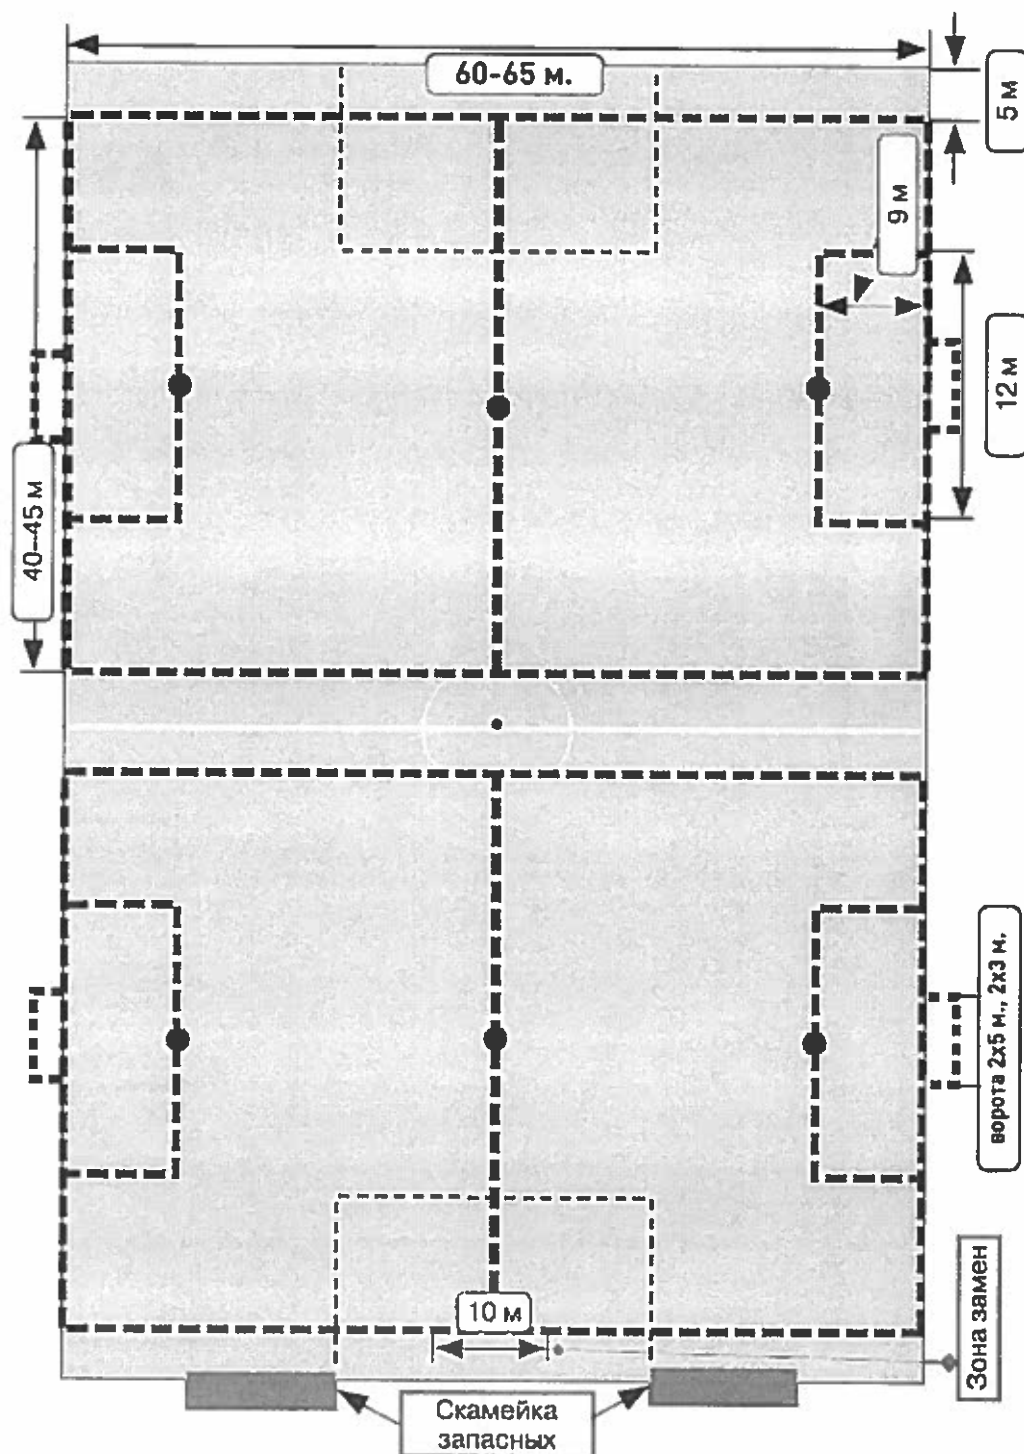 60-65 м.
5 м
9 м
12 м
40–45 м
ворота 2х5 м., 2х3 м.
10 м
Зона замен
Скамейка
запасных